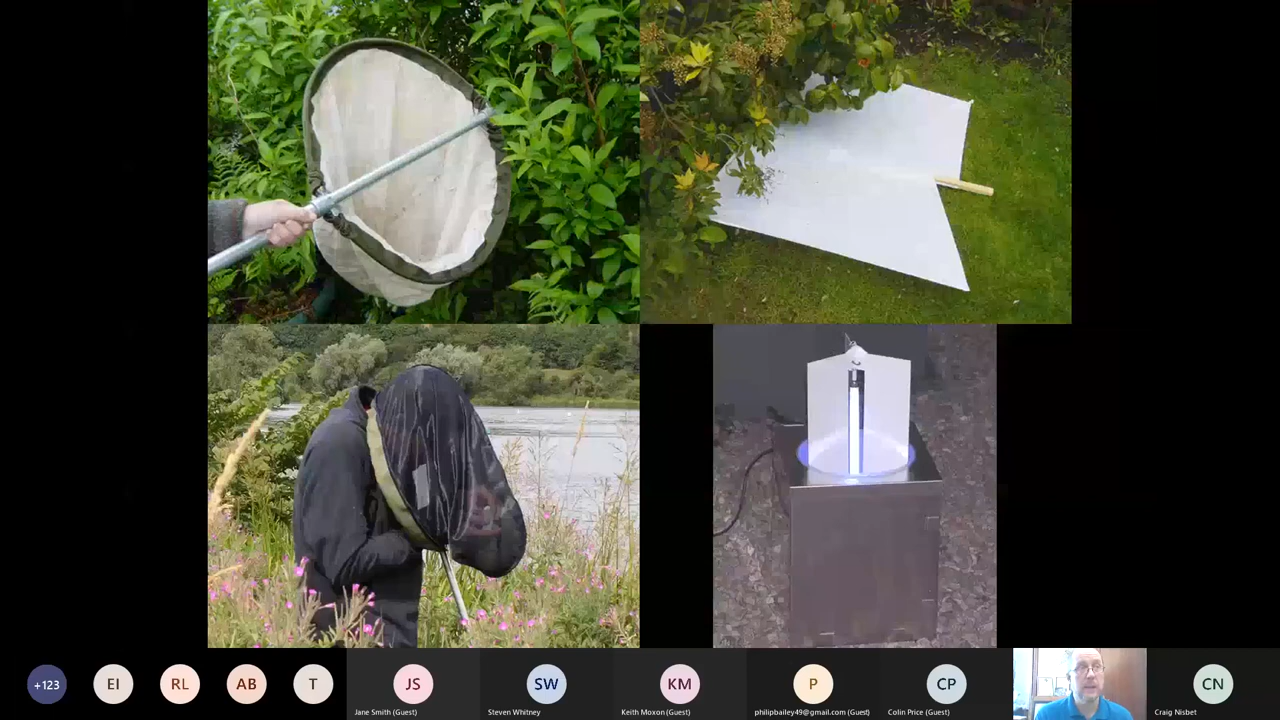 +123
EI
RL
AB
T
JS
Jane Smith (Guest)
SW
Steven Whitney
KM
Keith Moxon (Guest)
P
philipbailey49@gmail.com (Guest)
CP
Colin Price (Guest)
CN
Craig Nisbet